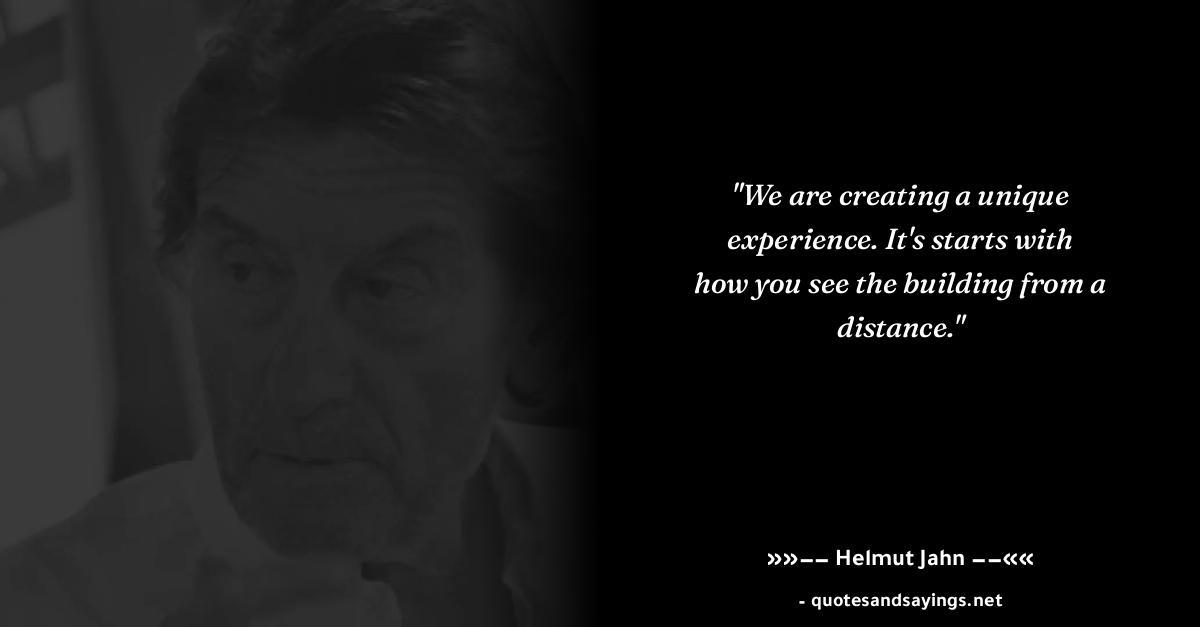 "We are creating a unique
experience. It's starts with
how you see the building from a
distance."
»»−− Helmut Jahn −−««
- quotesandsayings.net